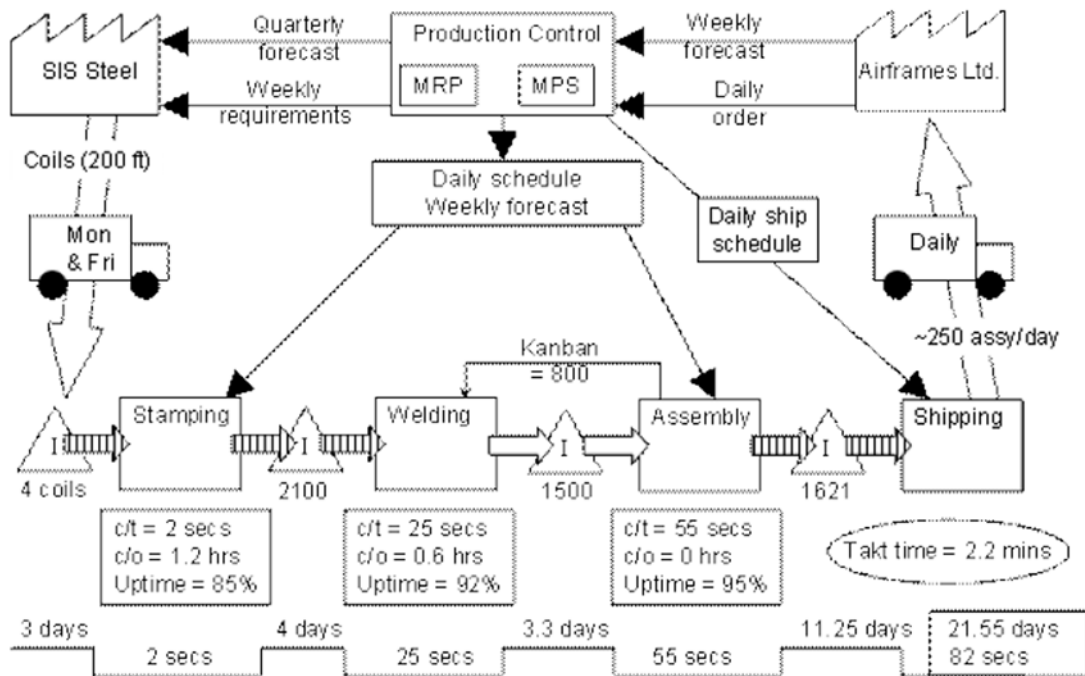 Quarterly
forecast
Production Control
Weekly
forecast
SIS Steel
MRP
MPS
Airframes Ltd.
Weekly
requirements
Daily
order
Coils (200 ft)
Daily schedule
Weekly forecast
Mon
& Fri
Daily ship
schedule
Daily
~250 assy/day
Kanban
= 800
Stamping
Welding
Assembly
Shipping
I
I
I
I
4 coils
2100
1500
1621
c/t = 2 secs
c/o = 1.2 hrs
Uptime = 85%
c/t = 25 secs
c/o = 0.6 hrs
Uptime = 92%
c/t = 55 secs
c/o = 0 hrs
Uptime = 95%
Takt time = 2.2 mins
3 days
4 days
3.3 days
11.25 days
21.55 days
2 secs
25 secs
55 secs
82 secs